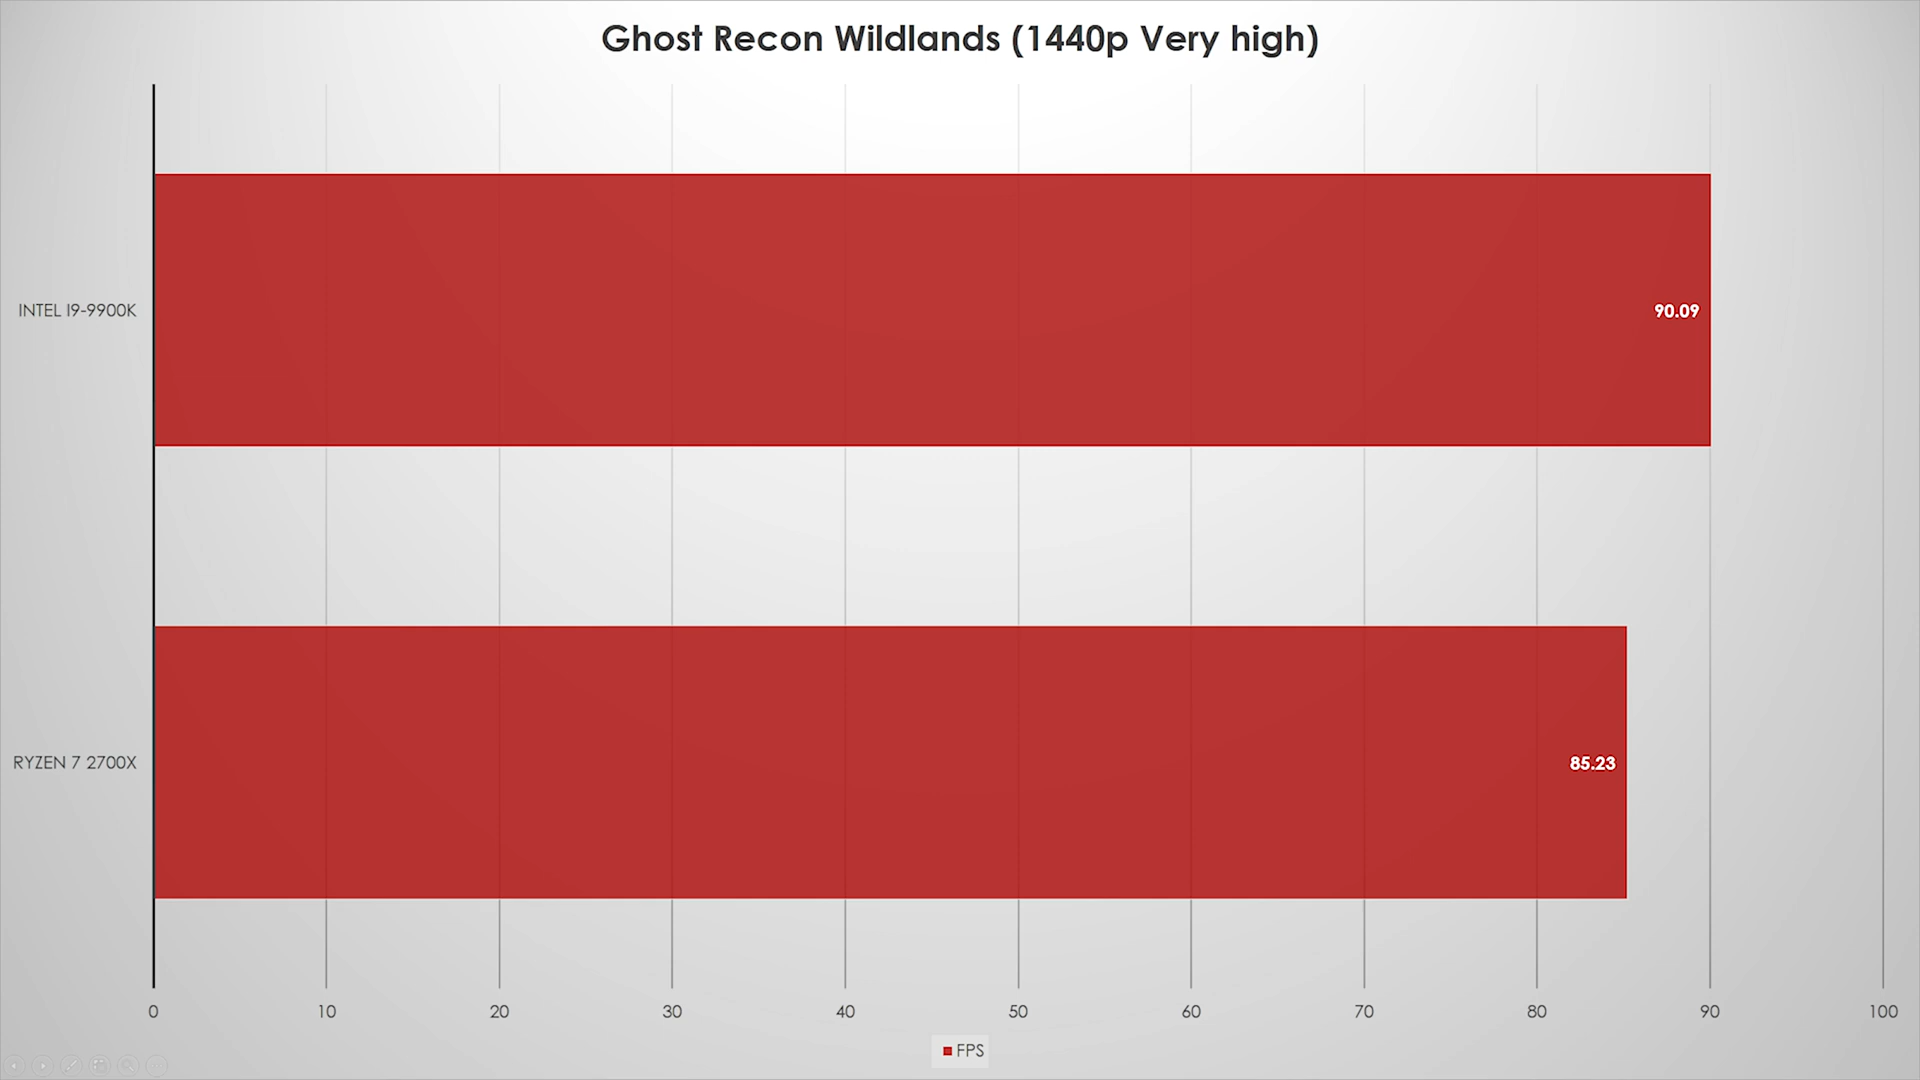 Ghost Recon Wildlands (1440p Very high)
INTEL I9-9900K
90.09
RYZEN 7 2700X
85.23
0 10 20 30 40 50 60 70 80 90 100
FPS